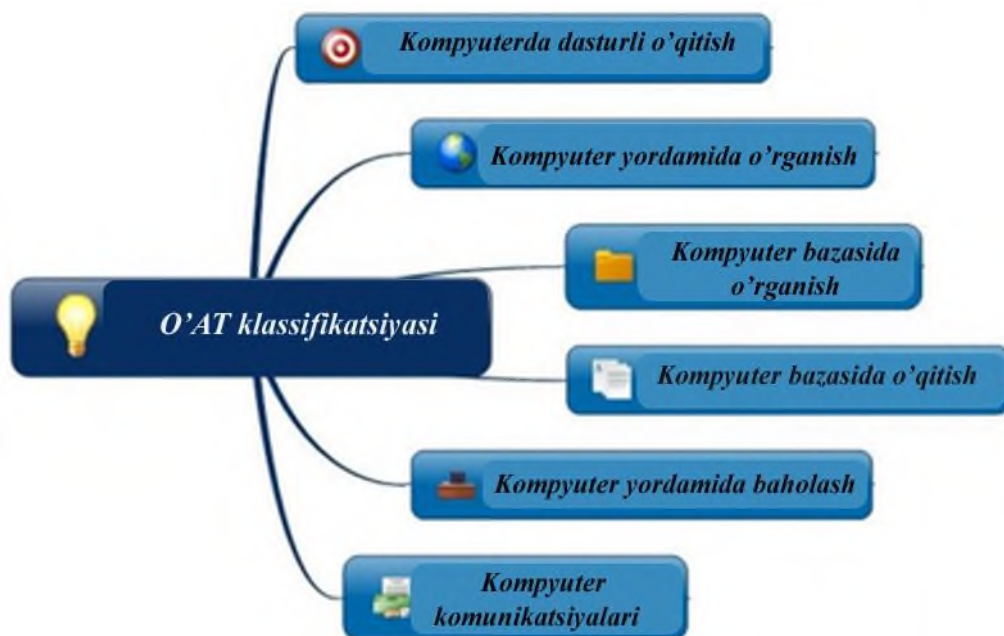 Kompyuterda dasturli o’qitish
Kompyuter yordamida o’rganish
Kompyuter bazasida
o’rganish
O’AT klassifikatsiyasi
Kompyuter bazasida o’qitish
Kompyuter yordamida baholash
Kompyuter
komunikatsiyalari